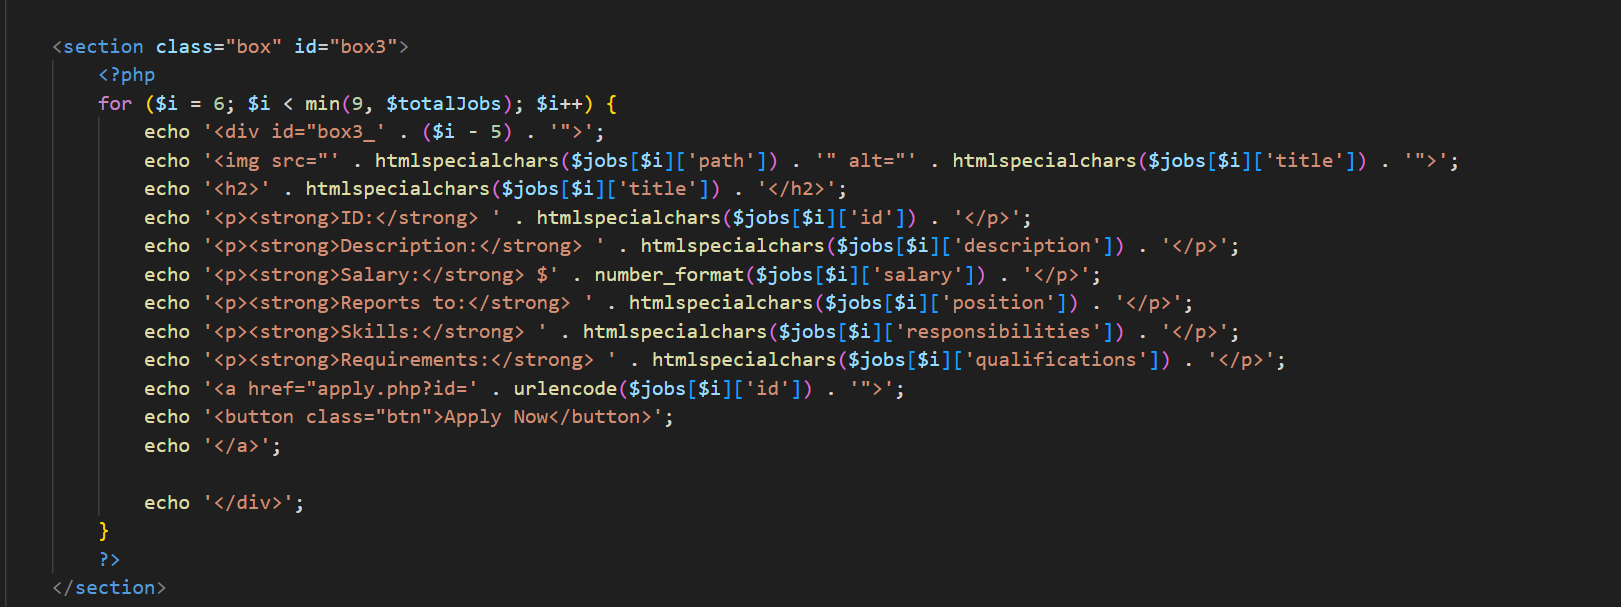 <section class="box" id="box3">
<?php
for ($i = 6; $i < min(9, $totalJobs); $i++) {
echo '<div id="box3_' . ($i - 5) . '">';
echo '<img src="' . htmlspecialchars($jobs[$i]['path']) . '" alt="' . htmlspecialchars($jobs[$i]['title']) . '">';
echo '<h2>' . htmlspecialchars($jobs[$i]['title']) . '</h2>';
echo '<p><strong>ID:</strong> ' . htmlspecialchars($jobs[$i]['id']) . '</p>';
echo '<p><strong>Description:</strong> ' . htmlspecialchars($jobs[$i]['description']) . '</p>';
echo '<p><strong>Salary:</strong> $' . number_format($jobs[$i]['salary']) . '</p>';
echo '<p><strong>Reports to:</strong> ' . htmlspecialchars($jobs[$i]['position']) . '</p>';
echo '<p><strong>Skills:</strong> ' . htmlspecialchars($jobs[$i]['responsibilities']) . '</p>';
echo '<p><strong>Requirements:</strong> ' . htmlspecialchars($jobs[$i]['qualifications']) . '</p>';
echo '<a href="apply.php?id=' . urlencode($jobs[$i]['id']) . '">';
echo '<button class="btn">Apply Now</button>';
echo '</a>';
echo '</div>';
}
?>
</section>